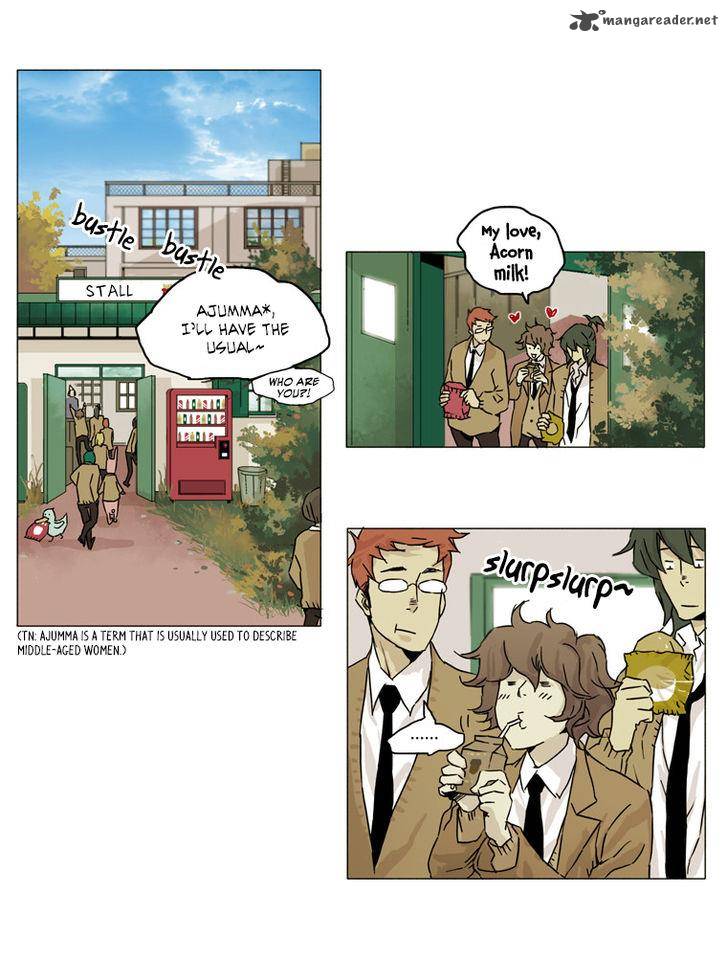 mangareader.net
bustle
bustle
STALL
AJUMMA*,
I'LL HAVE THE
USUAL~
WHO ARE
YOU?!
(TN: AJUMMA IS A TERM THAT IS USUALLY USED TO DESCRIBE
MIDDLE-AGED WOMEN.)
My love,
Acorn
milk!
slurpslurp~
......